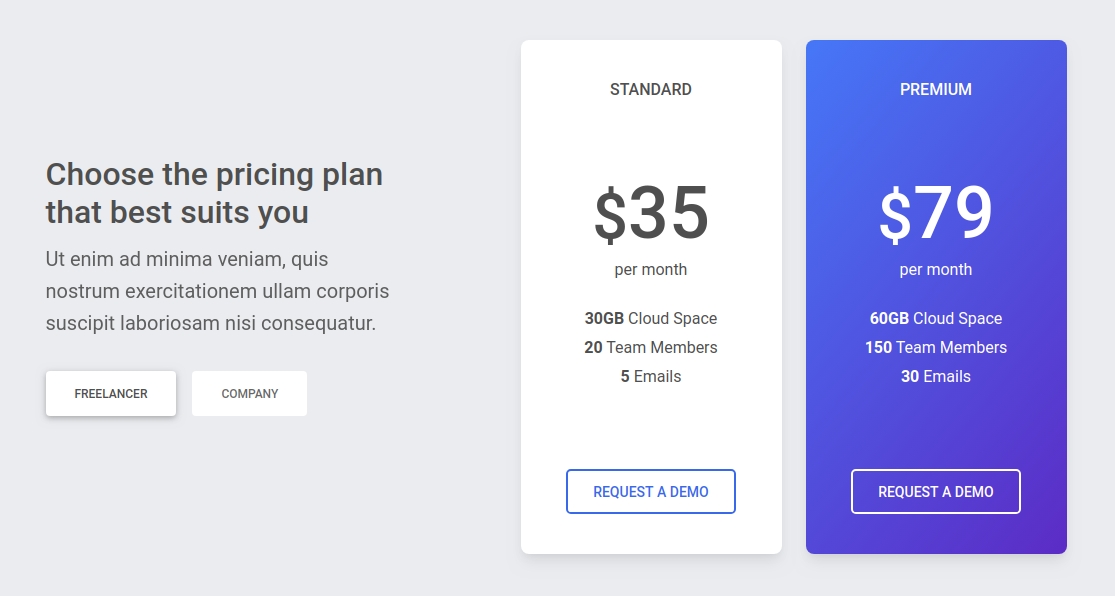 Choose the pricing plan
that best suits you
Ut enim ad minima veniam, quis
nostrum exercitationem ullam corporis
suscipit laboriosam nisi consequatur.
FREELANCER
COMPANY
STANDARD
$35
per month
30GB Cloud Space
20 Team Members
5 Emails
REQUEST A DEMO
PREMIUM
$79
per month
60GB Cloud Space
150 Team Members
30 Emails
REQUEST A DEMO